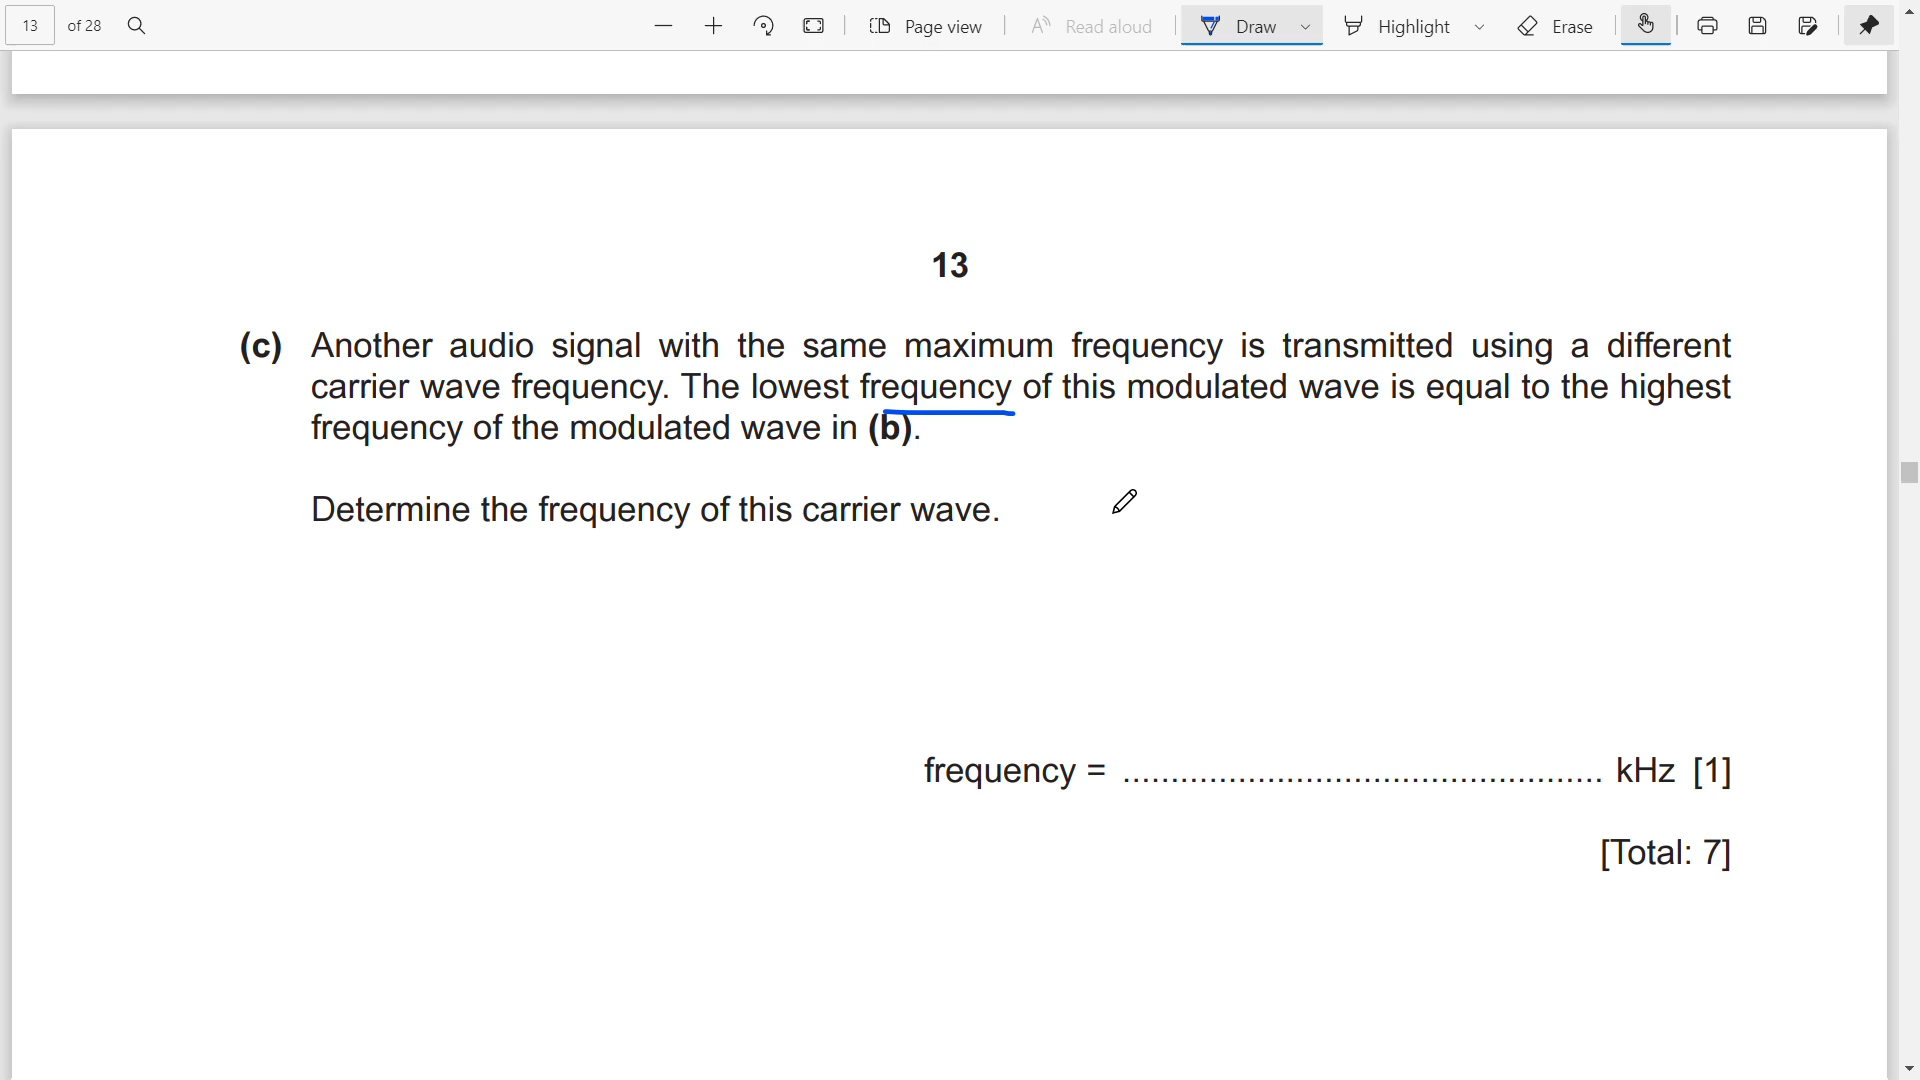 13 of 28 Page view Read aloud Draw Highlight Erase
13
(c) Another audio signal with the same maximum frequency is transmitted using a different
carrier wave frequency. The lowest frequency of this modulated wave is equal to the highest
frequency of the modulated wave in (b).
Determine the frequency of this carrier wave.
frequency = ................................................. kHz [1]
[Total: 7]